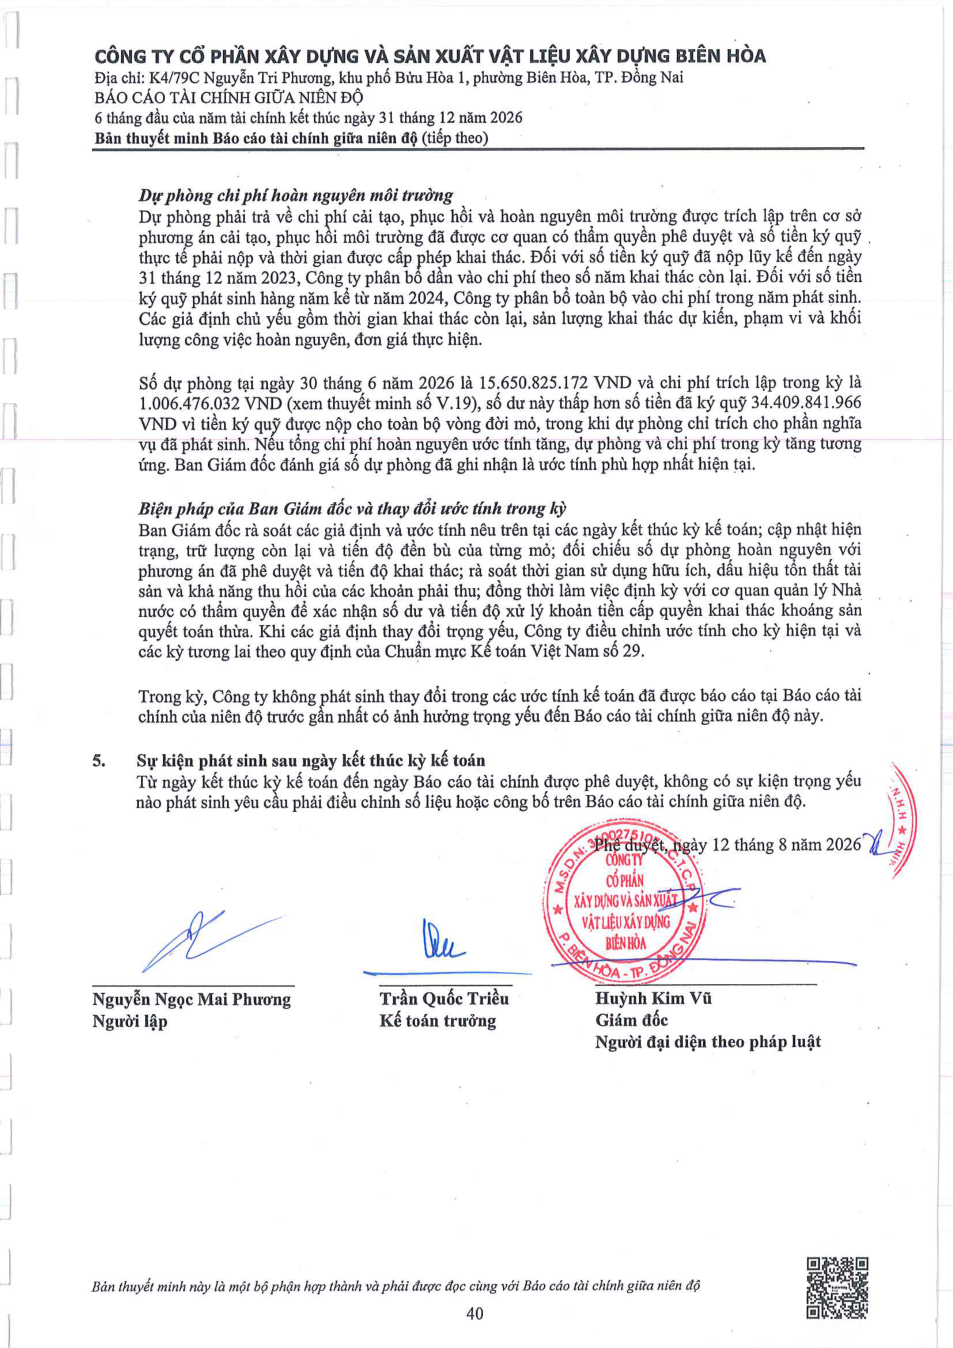 CÔNG TY CỔ PHẦN XÂY DỰNG VÀ SẢN XUẤT VẬT LIỆU XÂY DỰNG BIÊN HÒA
Địa chỉ: K4/79C Nguyễn Tri Phương, khu phố Bửu Hòa 1, phường Biên Hòa, TP. Đồng Nai
BÁO CÁO TÀI CHÍNH GIỮA NIÊN ĐỘ
6 tháng đầu của năm tài chính kết thúc ngày 31 tháng 12 năm 2026
Bản thuyết minh Báo cáo tài chính giữa niên độ (tiếp theo)
Dự phòng chi phí hoàn nguyên môi trường
Dự phòng phải trả về chi phí cải tạo, phục hồi và hoàn nguyên môi trường được trích lập trên cơ sở
phương án cải tạo, phục hồi môi trường đã được cơ quan có thẩm quyền phê duyệt và số tiền ký quỹ
thực tế phải nộp và thời gian được cấp phép khai thác. Đối với số tiền ký quỹ đã nộp lũy kế đến ngày
31 tháng 12 năm 2023, Công ty phân bổ dần vào chi phí theo số năm khai thác còn lại. Đối với số tiền
ký quỹ phát sinh hàng năm kể từ năm 2024, Công ty phân bổ toàn bộ vào chi phí trong năm phát sinh.
Các giả định chủ yếu gồm thời gian khai thác còn lại, sản lượng khai thác dự kiến, phạm vi và khối
lượng công việc hoàn nguyên, đơn giá thực hiện.
Số dự phòng tại ngày 30 tháng 6 năm 2026 là 15.650.825.172 VND và chi phí trích lập trong kỳ là
1.006.476.032 VND (xem thuyết minh số V.19), số dư này thấp hơn số tiền đã ký quỹ 34.409.841.966
VND vì tiền ký quỹ được nộp cho toàn bộ vòng đời mỏ, trong khi dự phòng chỉ trích cho phần nghĩa
vụ đã phát sinh. Nếu tổng chi phí hoàn nguyên ước tính tăng, dự phòng và chi phí trong kỳ tăng tương
ứng. Ban Giám đốc đánh giá số dự phòng đã ghi nhận là ước tính phù hợp nhất hiện tại.
Biện pháp của Ban Giám đốc và thay đổi ước tính trong kỳ
Ban Giám đốc rà soát các giả định và ước tính nêu trên tại các ngày kết thúc kỳ kế toán; cập nhật hiện
trạng, trữ lượng còn lại và tiến độ đền bù của từng mỏ; đối chiếu số dự phòng hoàn nguyên với
phương án đã phê duyệt và tiến độ khai thác; rà soát thời gian sử dụng hữu ích, dấu hiệu tổn thất tài
sản và khả năng thu hồi của các khoản phải thu; đồng thời làm việc định kỳ với cơ quan quản lý Nhà
nước có thẩm quyền để xác nhận số dư và tiến độ xử lý khoản tiền cấp quyền khai thác khoáng sản
quyết toán thừa. Khi các giả định thay đổi trọng yếu, Công ty điều chỉnh ước tính cho kỳ hiện tại và
các kỳ tương lai theo quy định của Chuẩn mực Kế toán Việt Nam số 29.
Trong kỳ, Công ty không phát sinh thay đổi trong các ước tính kế toán đã được báo cáo tại Báo cáo tài
chính của niên độ trước gần nhất có ảnh hưởng trọng yếu đến Báo cáo tài chính giữa niên độ này.
5. Sự kiện phát sinh sau ngày kết thúc kỳ kế toán
Từ ngày kết thúc kỳ kế toán đến ngày Báo cáo tài chính được phê duyệt, không có sự kiện trọng yếu
nào phát sinh yêu cầu phải điều chỉnh số liệu hoặc công bố trên Báo cáo tài chính giữa niên độ.
Phê duyệt, ngày 12 tháng 8 năm 2026
CÔNG TY
CỔ PHẦN
XÂY DỰNG VÀ SẢN XUẤT
VẬT LIỆU XÂY DỰNG
BIÊN HÒA
P. BIÊN HÒA - TP. ĐỒNG NAI
Nguyễn Ngọc Mai Phương
Người lập
Trần Quốc Triều
Kế toán trưởng
Huỳnh Kim Vũ
Giám đốc
Người đại diện theo pháp luật
Bản thuyết minh này là một bộ phận hợp thành và phải được đọc cùng với Báo cáo tài chính giữa niên độ
40